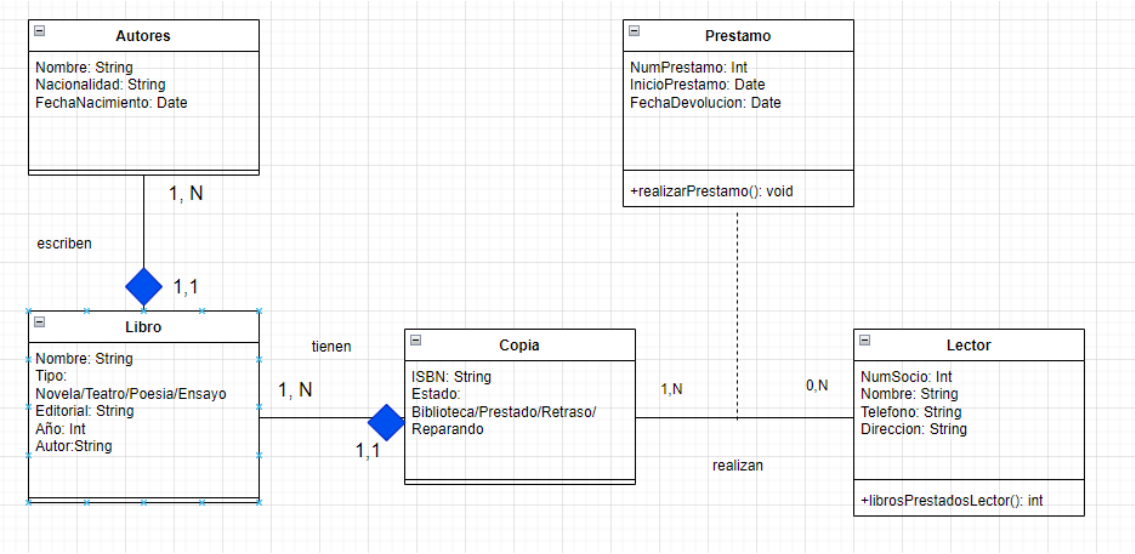 Autores
Nombre: String
Nacionalidad: String
FechaNacimiento: Date
1, N
escriben
1,1
Libro
Nombre: String
Tipo:
Novela/Teatro/Poesia/Ensayo
Editorial: String
Año: Int
Autor:String
tienen
1, N
1,1
Copia
ISBN: String
Estado:
Biblioteca/Prestado/Retraso/
Reparando
Prestamo
NumPrestamo: Int
InicioPrestamo: Date
FechaDevolucion: Date
+realizarPrestamo(): void
1,N
0,N
realizan
Lector
NumSocio: Int
Nombre: String
Telefono: String
Direccion: String
+librosPrestadosLector(): int